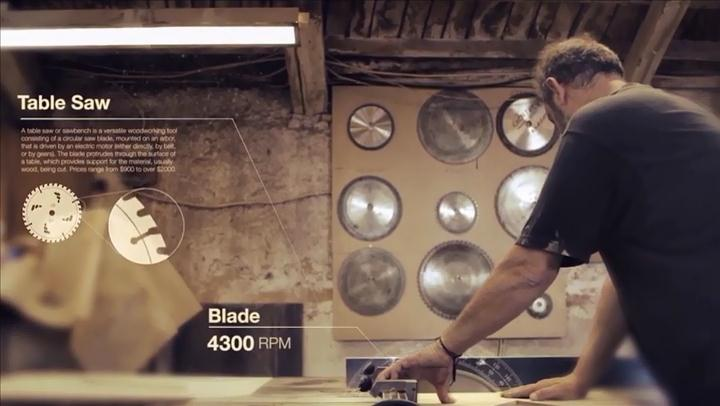 Table Saw
A table saw or sawbench is a versatile woodworking tool
consisting of a circular saw blade, mounted on an arbor,
that is driven by an electric motor (either directly, by belt,
or by gears). The blade protrudes through the surface of
a table, which provides support for the material, usually
wood, being cut. Prices range from $900 to over $2000.
Blade
4300 RPM